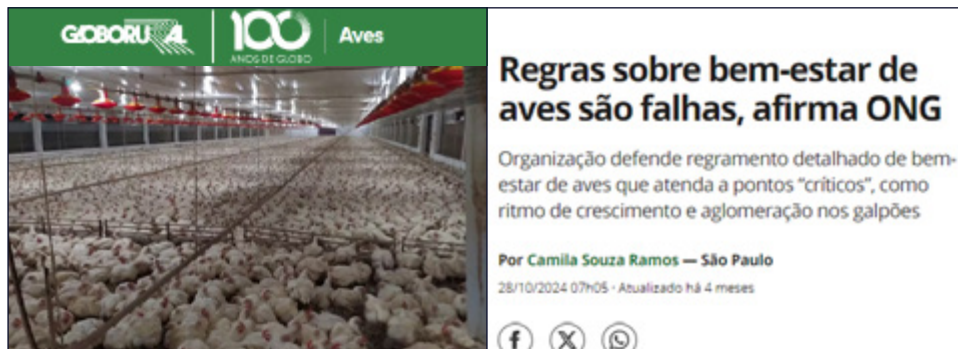 GLOBORURAL
100
ANOS DE GLOBO
Aves
Regras sobre bem-estar de
aves são falhas, afirma ONG
Organização defende regramento detalhado de bem-
estar de aves que atenda a pontos “críticos”, como
ritmo de crescimento e aglomeração nos galpões
Por Camila Souza Ramos — São Paulo
28/10/2024 07h05 · Atualizado há 4 meses